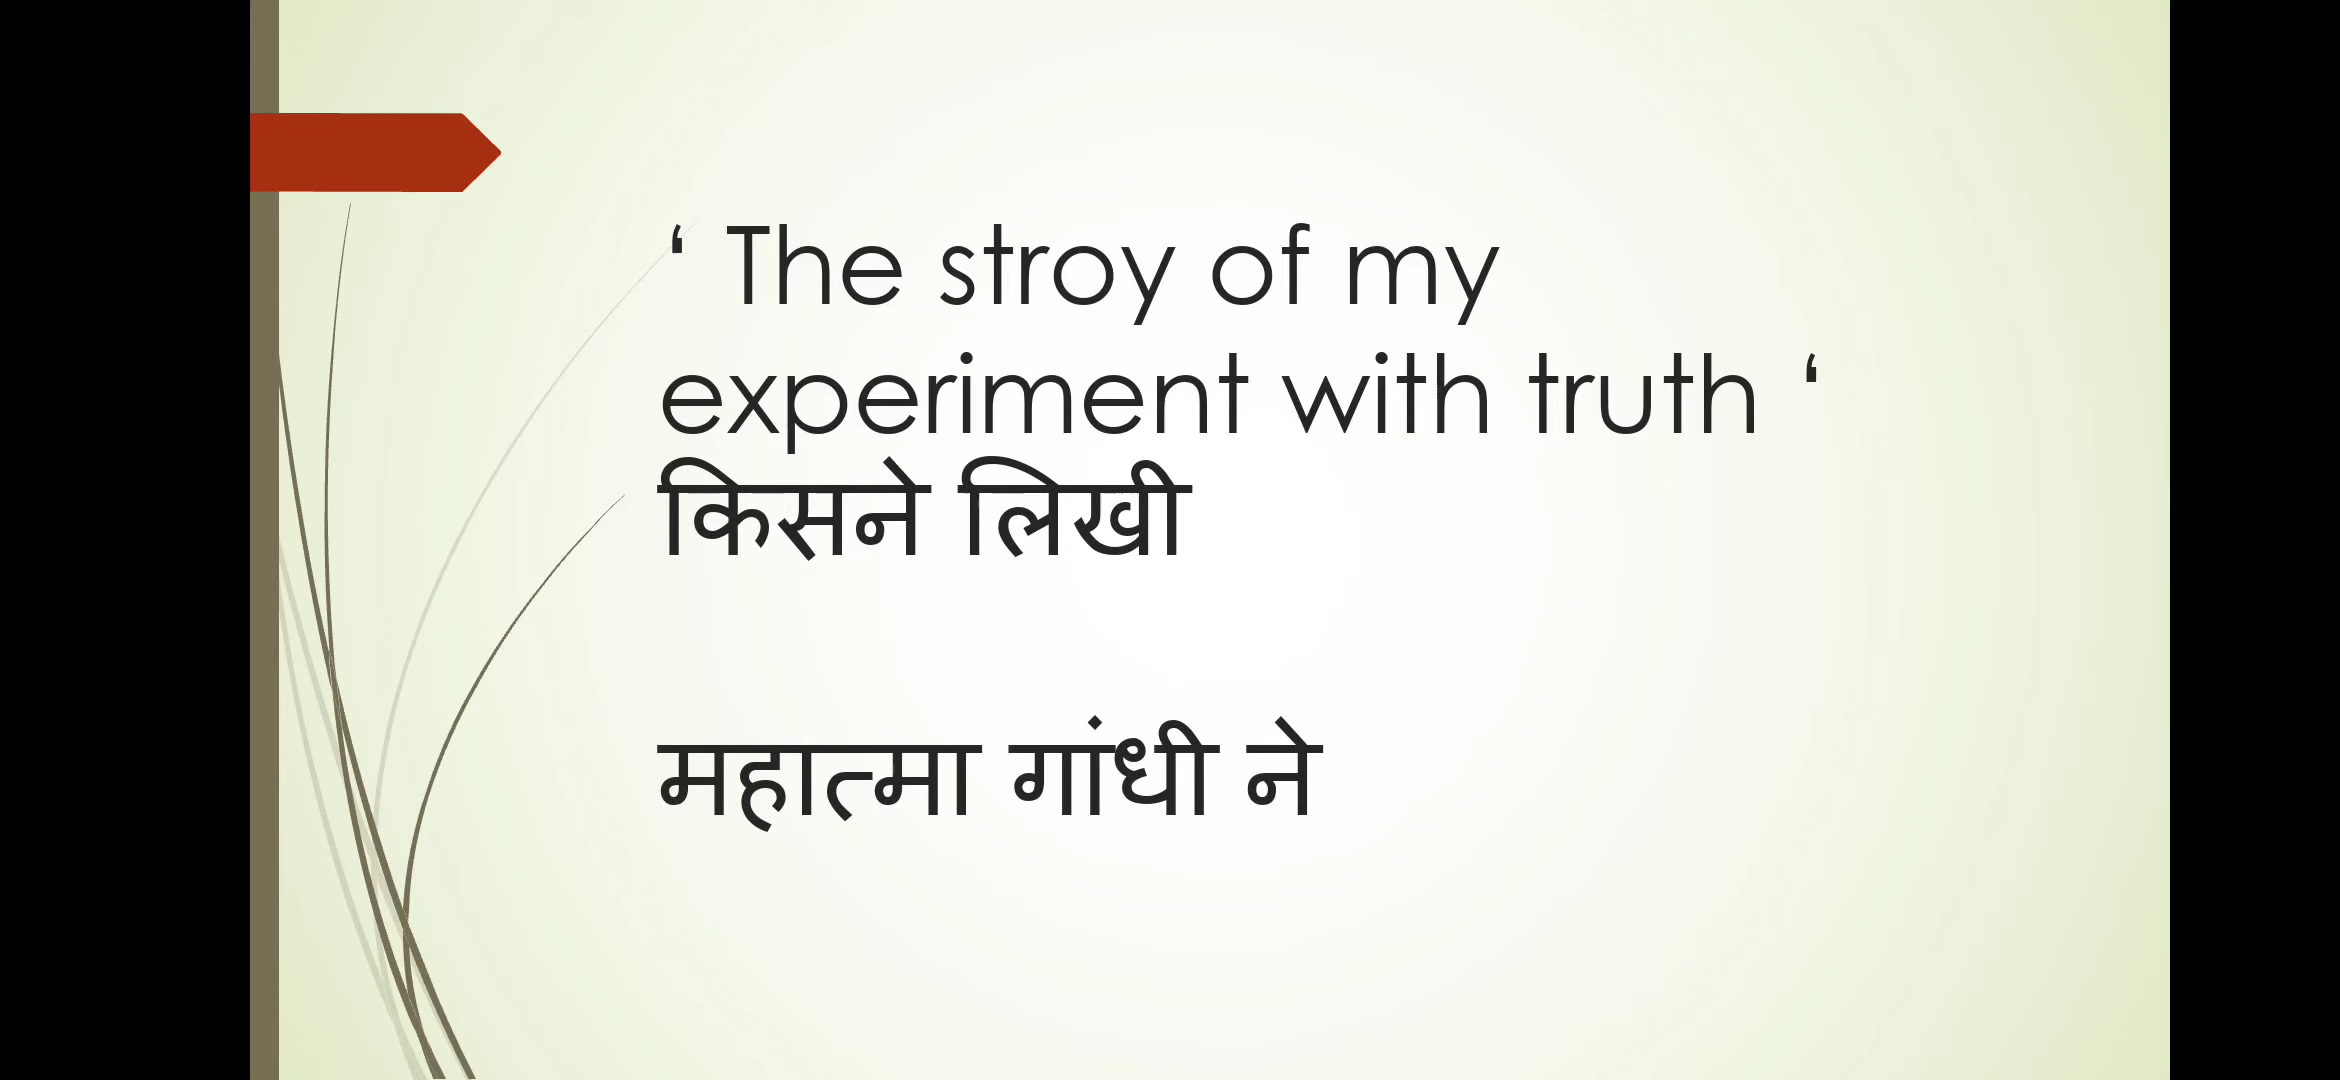 ‘ The stroy of my
experiment with truth ‘
किसने लिखी
महात्मा गांधी ने